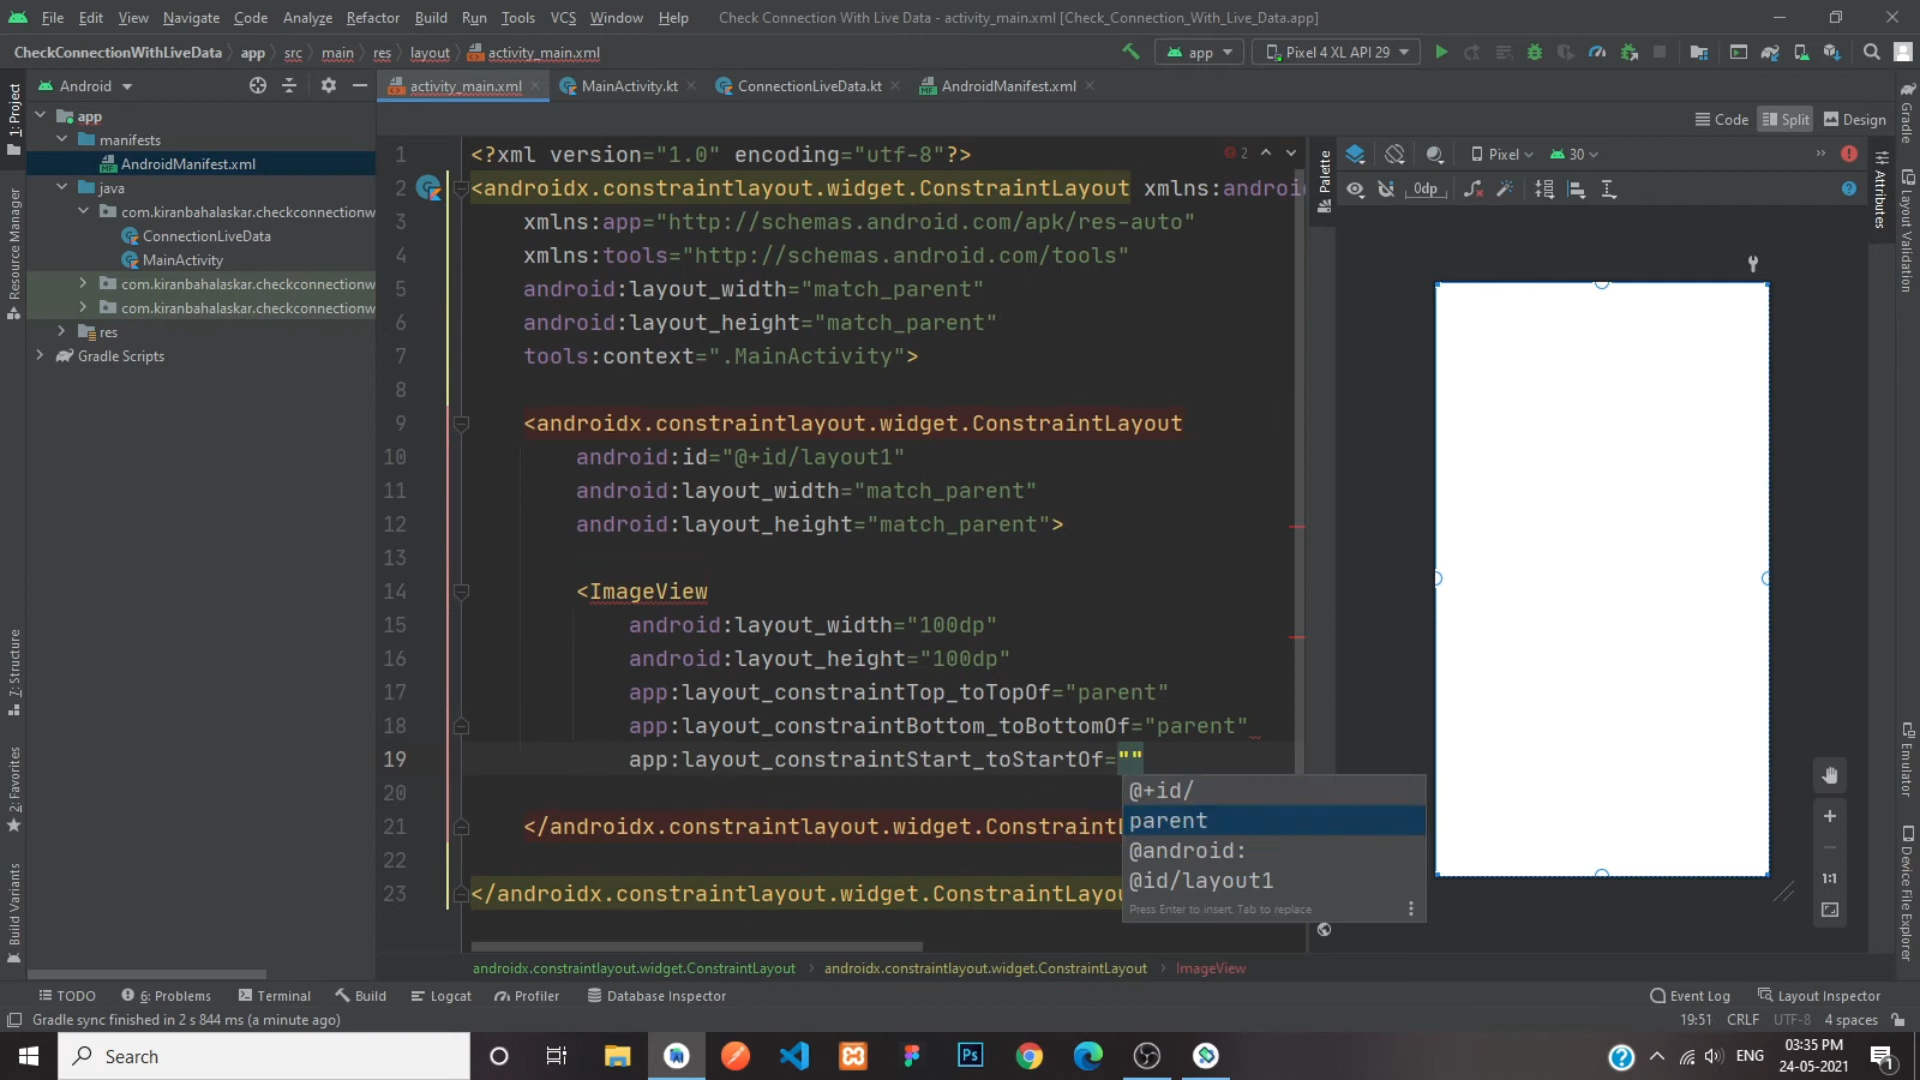 File Edit View Navigate Code Analyze Refactor Build Run Tools VCS Window Help Check Connection With Live Data - activity_main.xml [Check_Connection_With_Live_Data.app]
CheckConnectionWithLiveData app src main res layout activity_main.xml app Pixel 4 XL API 29
Android
activity_main.xml MainActivity.kt ConnectionLiveData.kt AndroidManifest.xml
Code Split Design
1: Project
Resource Manager
7: Structure
2: Favorites
Build Variants
app
manifests
AndroidManifest.xml
java
com.kiranbahalaskar.checkconnectionw
ConnectionLiveData
MainActivity
com.kiranbahalaskar.checkconnectionw
com.kiranbahalaskar.checkconnectionw
res
Gradle Scripts
1 <?xml version="1.0" encoding="utf-8"?>
2 <androidx.constraintlayout.widget.ConstraintLayout xmlns:androi
3 xmlns:app="http://schemas.android.com/apk/res-auto"
4 xmlns:tools="http://schemas.android.com/tools"
5 android:layout_width="match_parent"
6 android:layout_height="match_parent"
7 tools:context=".MainActivity">
8
9 <androidx.constraintlayout.widget.ConstraintLayout
10 android:id="@+id/layout1"
11 android:layout_width="match_parent"
12 android:layout_height="match_parent">
13
14 <ImageView
15 android:layout_width="100dp"
16 android:layout_height="100dp"
17 app:layout_constraintTop_toTopOf="parent"
18 app:layout_constraintBottom_toBottomOf="parent"
19 app:layout_constraintStart_toStartOf=""
20
21 </androidx.constraintlayout.widget.Constraint
22
23 </androidx.constraintlayout.widget.ConstraintLayou
2
@+id/
parent
@android:
@id/layout1
Press Enter to insert, Tab to replace
androidx.constraintlayout.widget.ConstraintLayout androidx.constraintlayout.widget.ConstraintLayout ImageView
Palette
Pixel 30
0dp
1:1
Attributes
Gradle
Layout Validation
Emulator
Device File Explorer
TODO 6: Problems Terminal Build Logcat Profiler Database Inspector Event Log Layout Inspector
Gradle sync finished in 2 s 844 ms (a minute ago) 19:51 CRLF UTF-8 4 spaces
Search
Ps
ENG
03:35 PM
24-05-2021
1